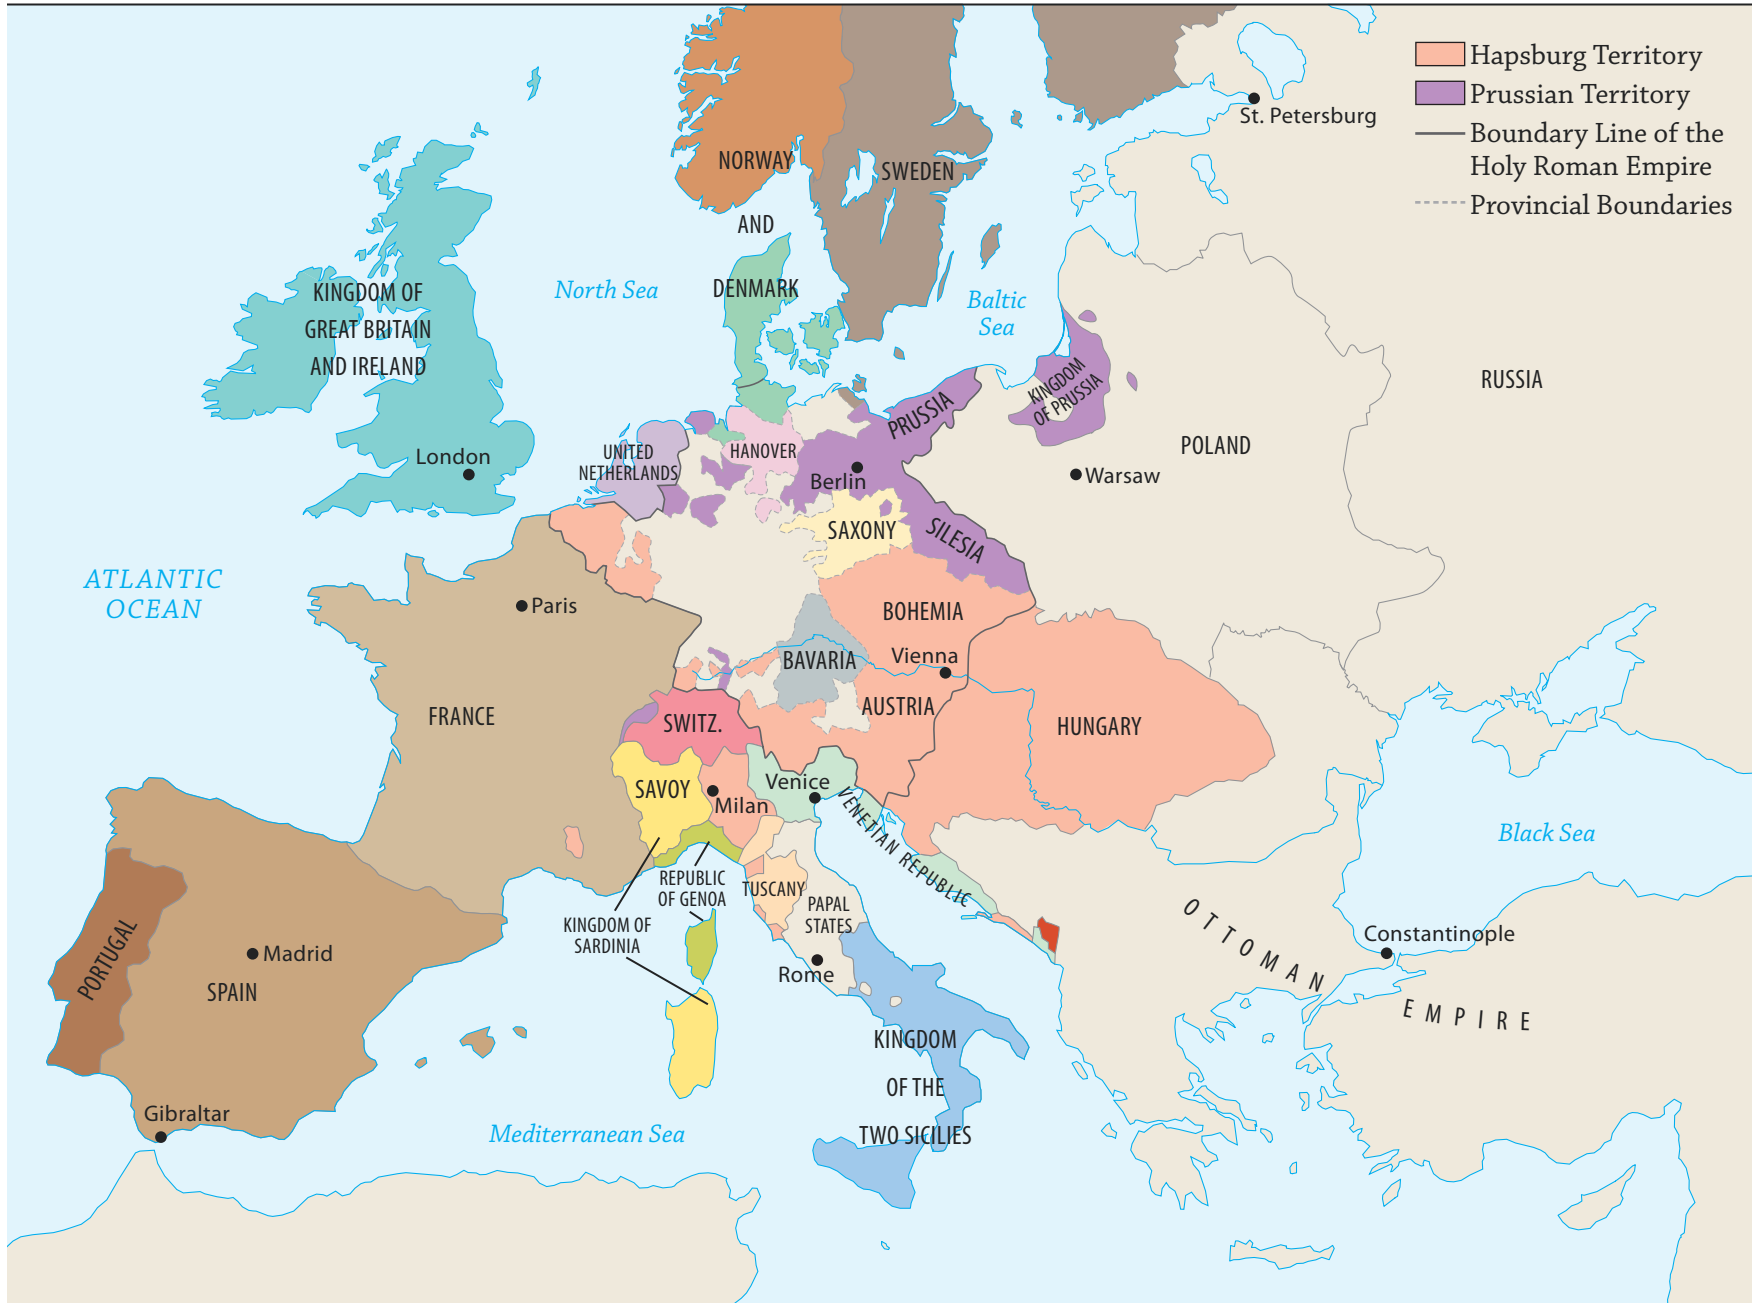 Hapsburg Territory
Prussian Territory
Boundary Line of the
Holy Roman Empire
Provincial Boundaries
St. Petersburg
NORWAY
SWEDEN
AND
DENMARK
North Sea
Baltic
Sea
KINGDOM OF
GREAT BRITAIN
AND IRELAND
London
RUSSIA
KINGDOM
OF PRUSSIA
PRUSSIA
POLAND
Warsaw
UNITED
NETHERLANDS
HANOVER
Berlin
SAXONY
SILESIA
ATLANTIC
OCEAN
Paris
BOHEMIA
BAVARIA
Vienna
AUSTRIA
FRANCE
SWITZ.
HUNGARY
SAVOY
Milan
Venice
VENETIAN REPUBLIC
Black Sea
REPUBLIC
OF GENOA
TUSCANY
PAPAL
STATES
KINGDOM OF
SARDINIA
Rome
PORTUGAL
Madrid
SPAIN
OTTOMAN
EMPIRE
Constantinople
KINGDOM
OF THE
TWO SICILIES
Gibraltar
Mediterranean Sea